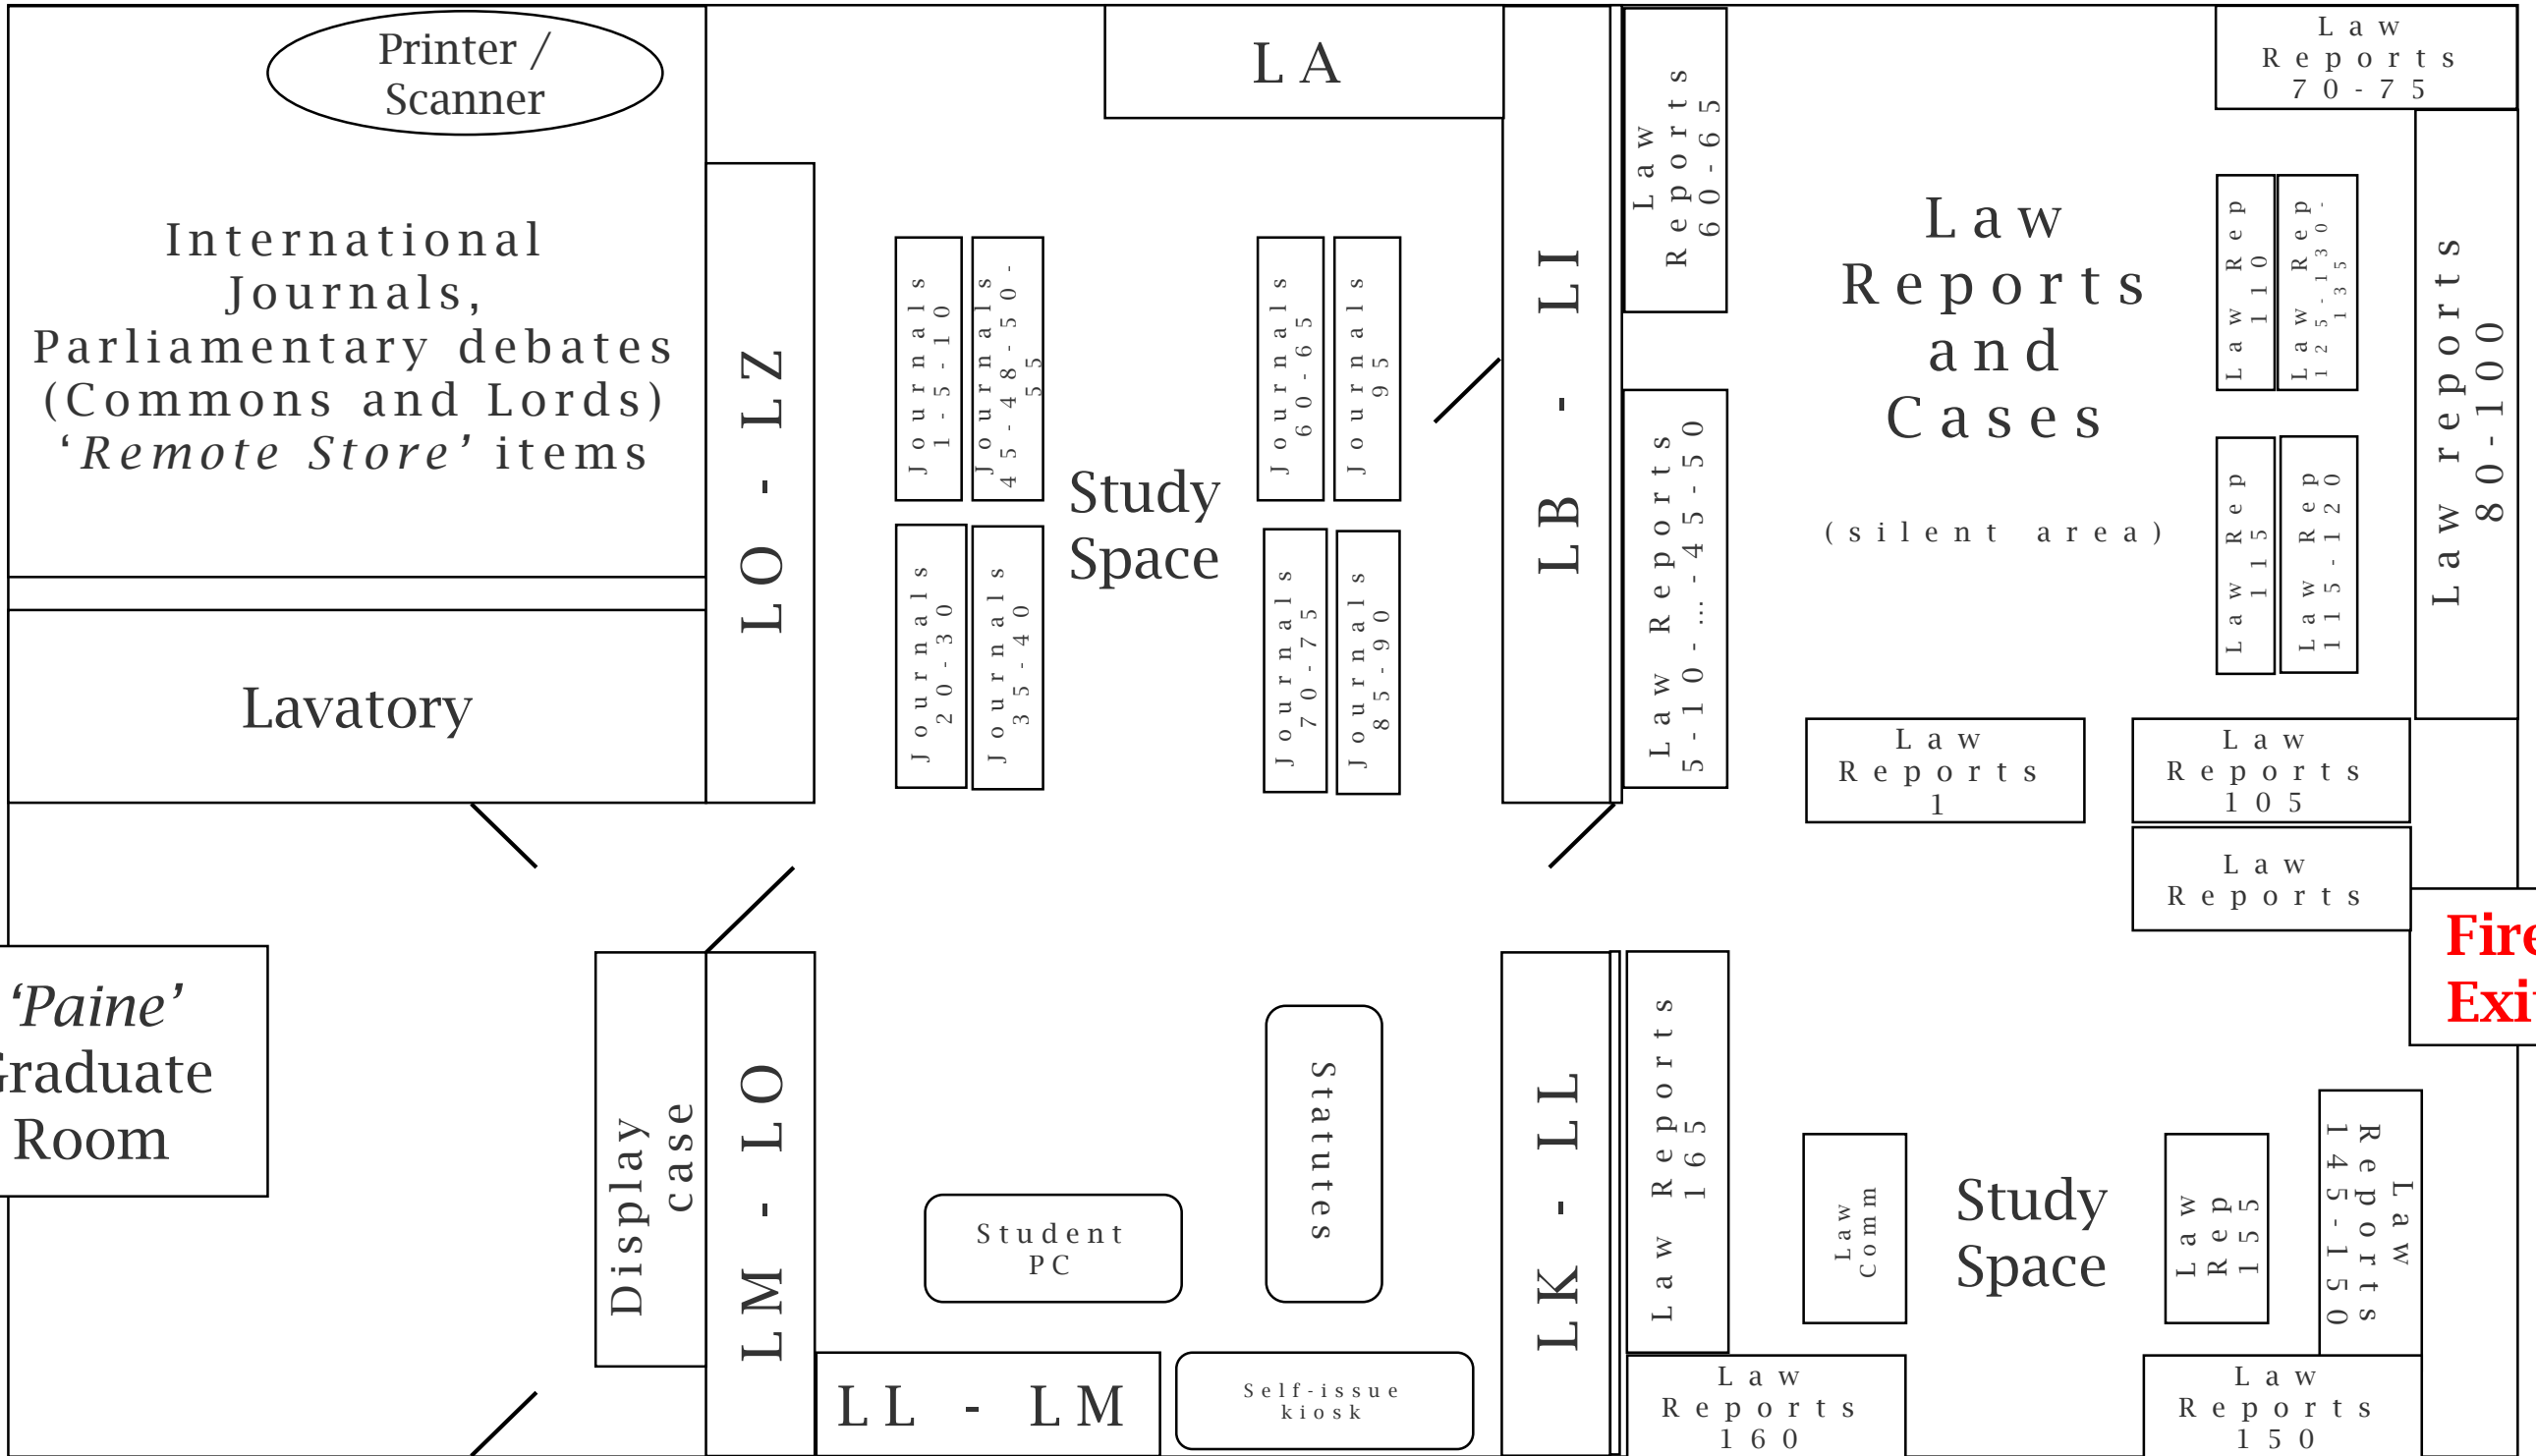 Printer /
Scanner
International
Journals,
Parliamentary debates
(Commons and Lords)
‘Remote Store’ items
Lavatory
‘Paine’
Graduate
Room
Display
case
LO - LZ
LM - LO
LL - LM
LA
Journals
1-5-10
Journals
45-48-50-
55
Journals
20-30
Journals
35-40
Study
Space
Journals
60-65
Journals
95
Journals
70-75
Journals
85-90
Student
PC
Statutes
Self-issue
kiosk
LB - LI
LK - LL
Law
Reports
60-65
Law Reports
5-10-...-45-50
Law
Reports
and
Cases
(silent area)
Law
Reports
70-75
Law Rep
110
Law Rep
125-130-
135
Law Rep
115
Law Rep
115-120
Law reports
80-100
Law
Reports
1
Law
Reports
105
Law
Reports
Fire
Exit
Law Reports
165
Law
Comm
Study
Space
Law
Rep
155
Law
Reports
145-150
Law
Reports
160
Law
Reports
150